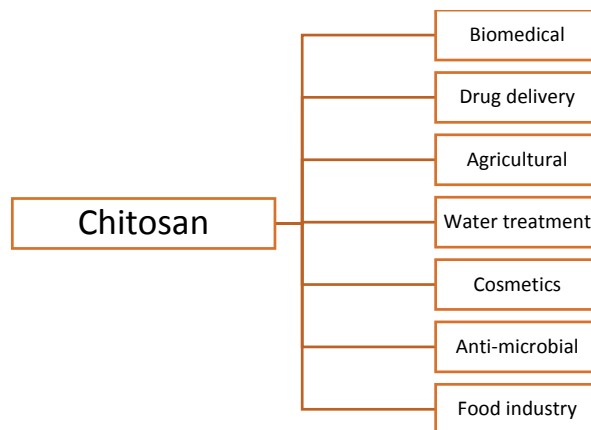 Biomedical
Drug delivery
Agricultural
Chitosan
Water treatment
Cosmetics
Anti-microbial
Food industry